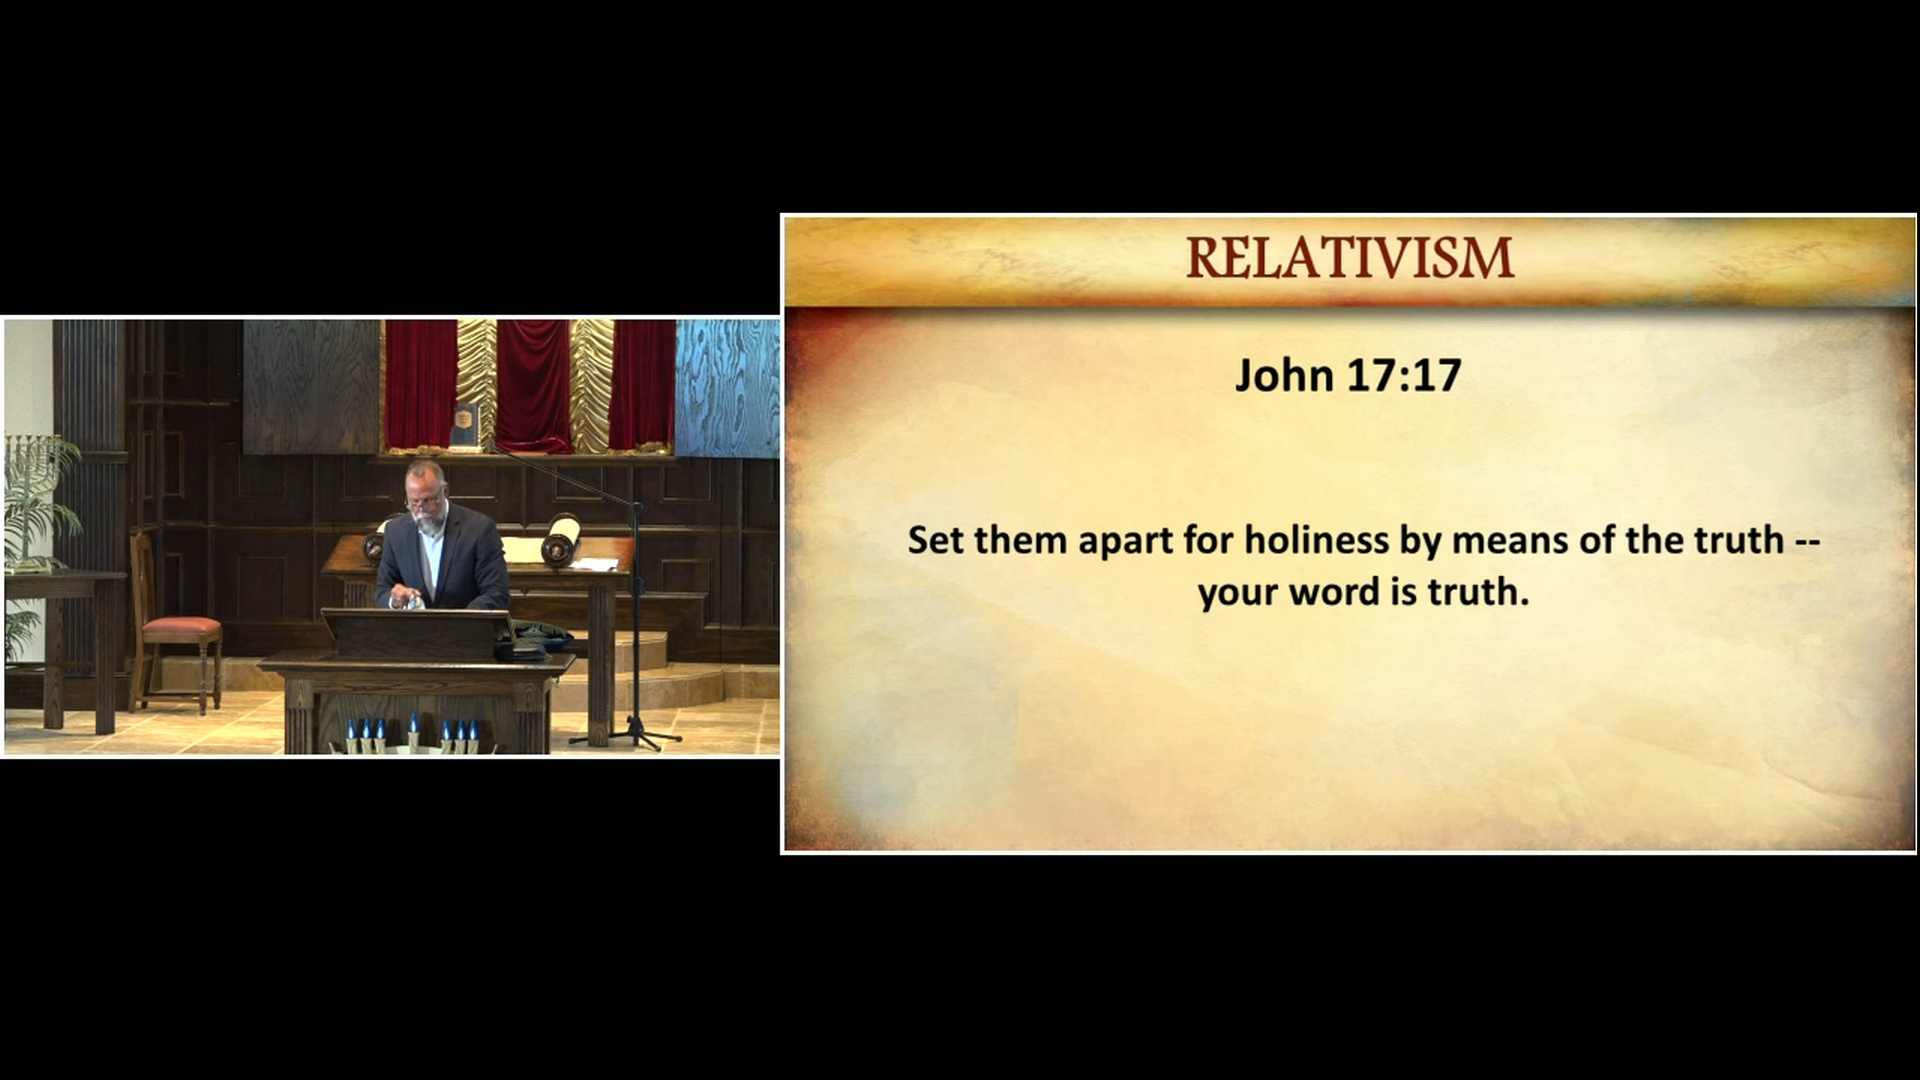 RELATIVISM
John 17:17
Set them apart for holiness by means of the truth --
your word is truth.